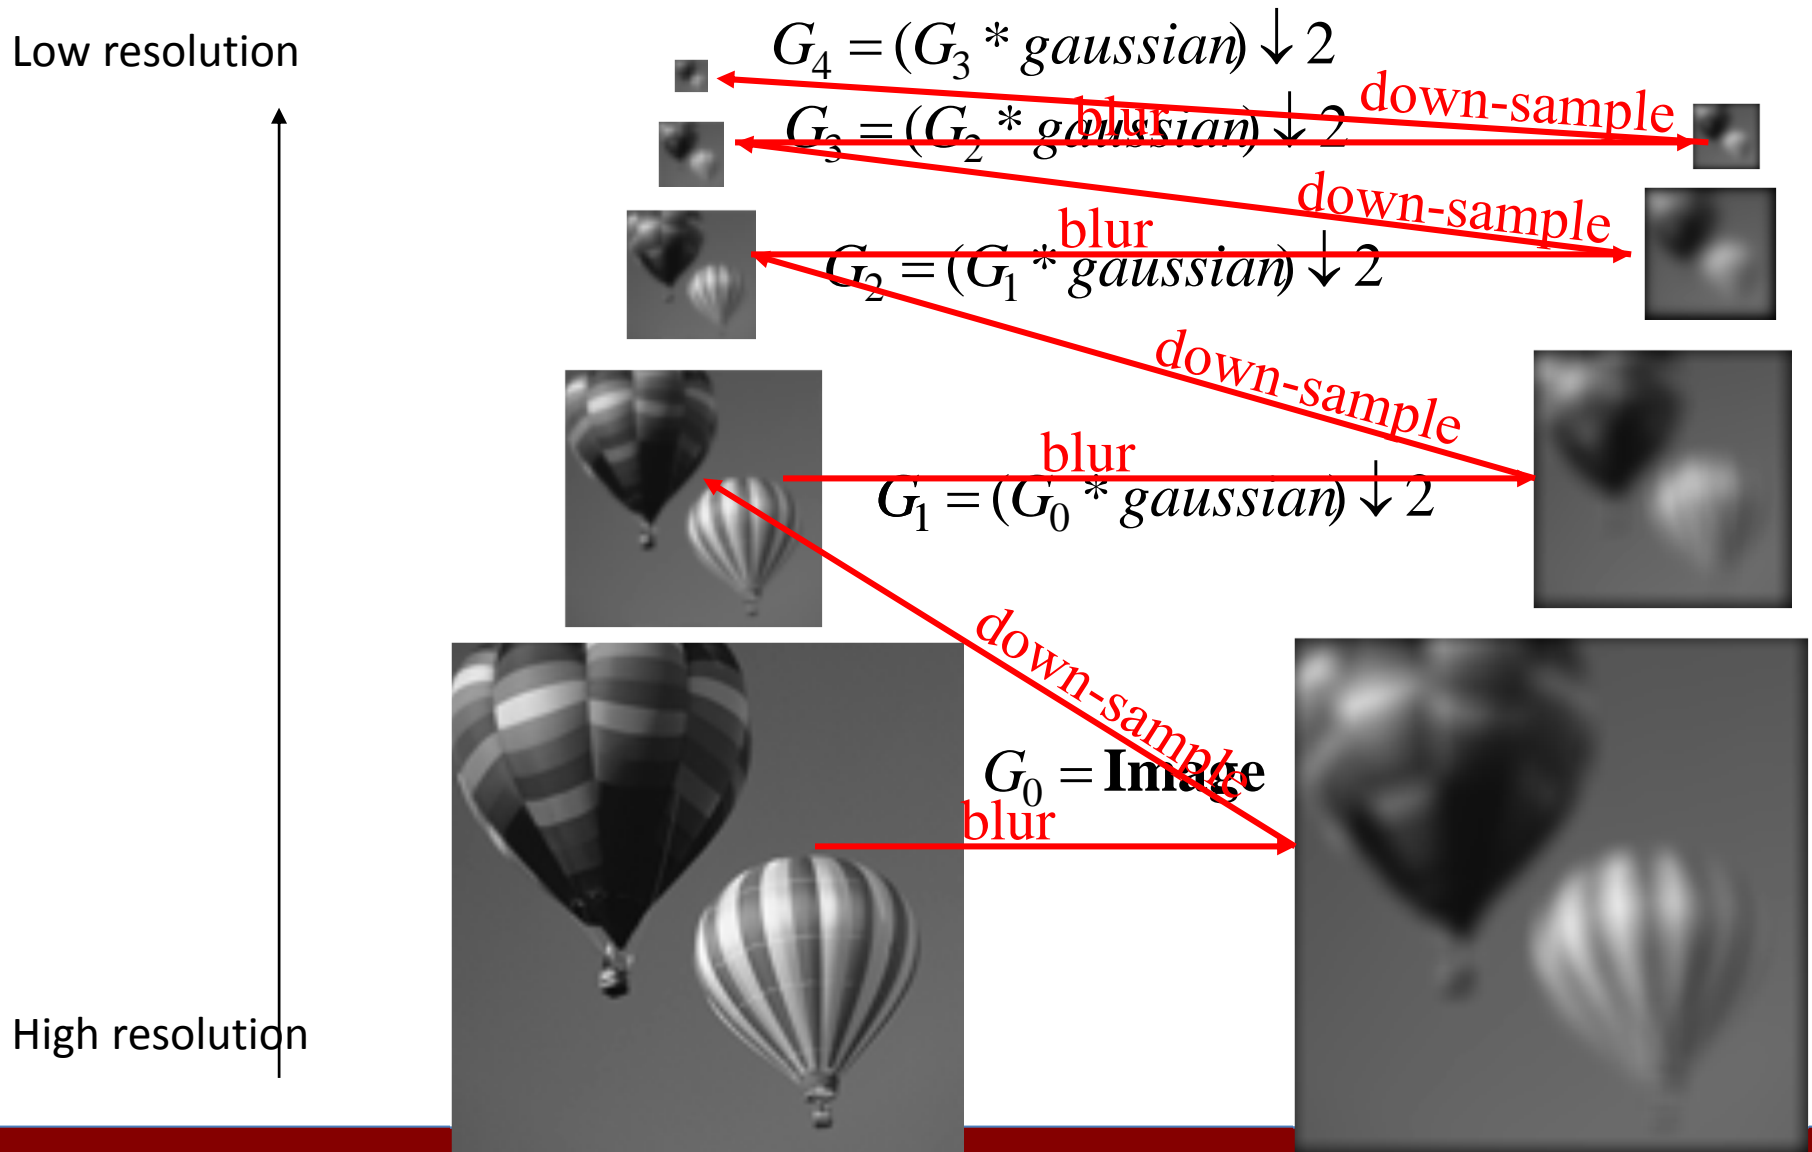 Low resolution
G₄ = (G₃ * gaussian) ↓ 2
down-sample
blur
G₃ = (G₂ * gaussian) ↓ 2
down-sample
blur
G₂ = (G₁ * gaussian) ↓ 2
down-sample
blur
G₁ = (G₀ * gaussian) ↓ 2
down-sample
G₀ = Image
blur
High resolution